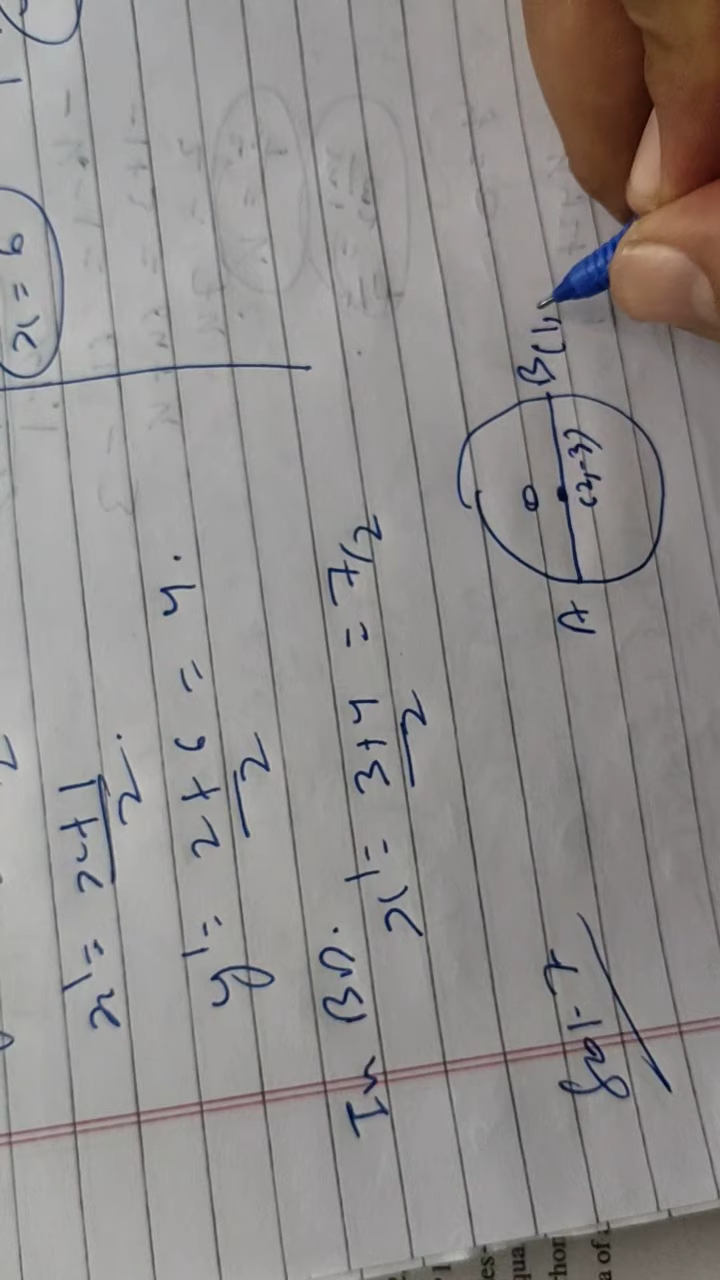 x = 6
x' = x+1/2.
y' = 2+6/2 = 4.
In BD.
x' = 3+4/2 = 7/2
Sol-7
A
(2,-3)
B(1,